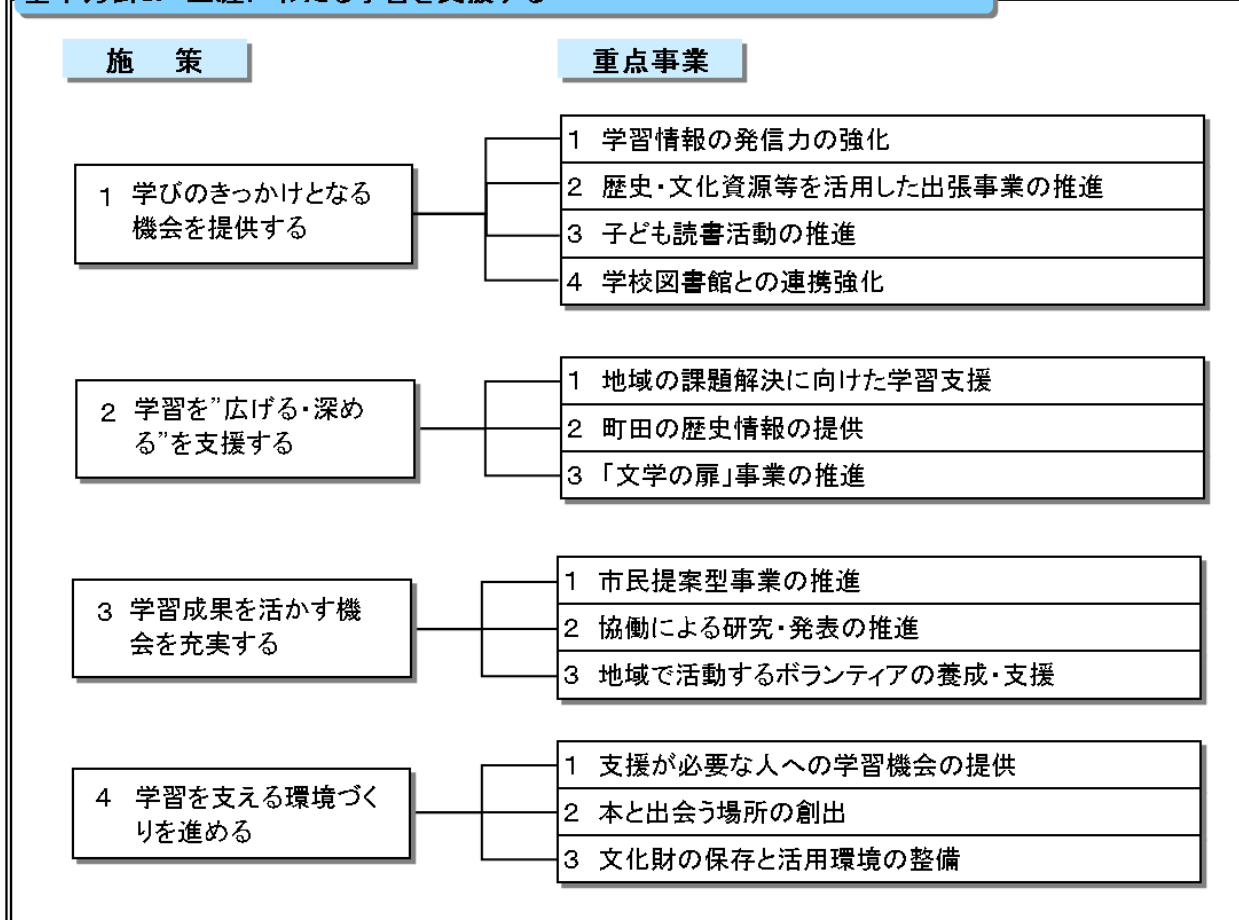 生涯にわたる学習を支援する
施 策
重点事業
1 学びのきっかけとなる
機会を提供する
1 学習情報の発信力の強化
2 歴史・文化資源等を活用した出張事業の推進
3 子ども読書活動の推進
4 学校図書館との連携強化
2 学習を”広げる・深め
る”を支援する
1 地域の課題解決に向けた学習支援
2 町田の歴史情報の提供
3 「文学の扉」事業の推進
3 学習成果を活かす機
会を充実する
1 市民提案型事業の推進
2 協働による研究・発表の推進
3 地域で活動するボランティアの養成・支援
4 学習を支える環境づく
りを進める
1 支援が必要な人への学習機会の提供
2 本と出会う場所の創出
3 文化財の保存と活用環境の整備